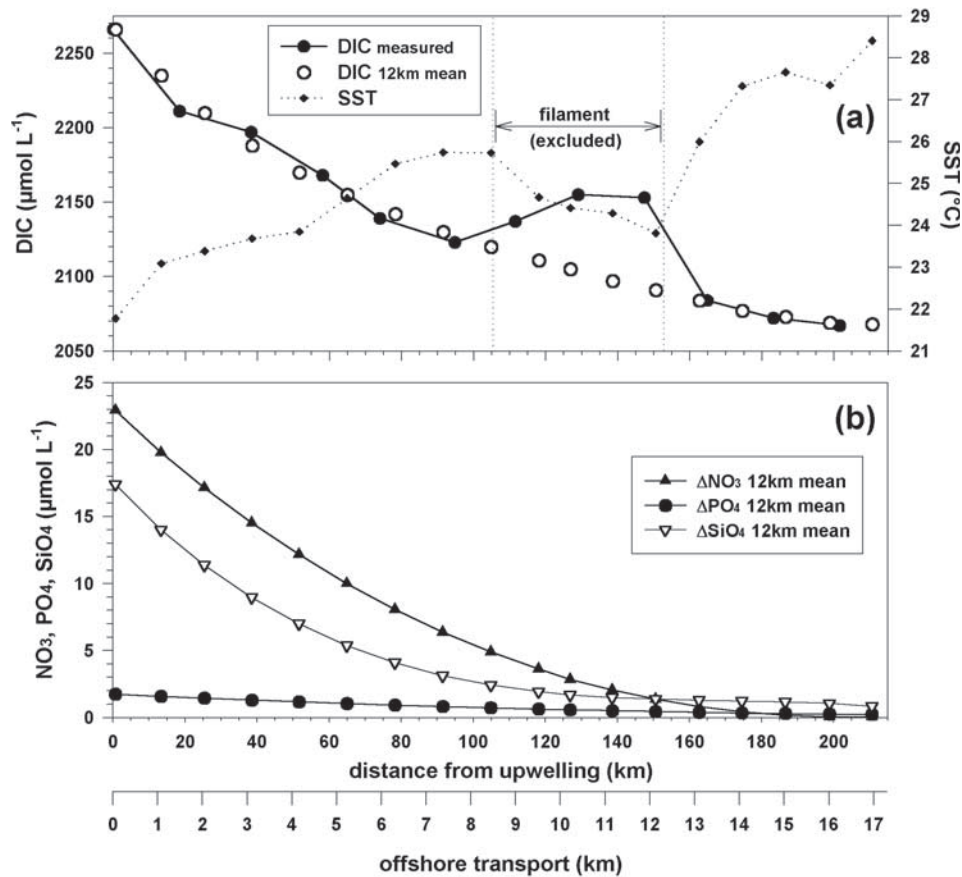 (a)
DIC measured
DIC 12km mean
SST
filament
(excluded)
DIC (µmol L⁻¹)
2250
2200
2150
2100
2050
SST (°C)
29
28
27
26
25
24
23
22
21
(b)
ΔNO₃ 12km mean
ΔPO₄ 12km mean
ΔSiO₄ 12km mean
NO₃, PO₄, SiO₄ (µmol L⁻¹)
25
20
15
10
5
0
0 20 40 60 80 100 120 140 160 180 200
distance from upwelling (km)
0 1 2 3 4 5 6 7 8 9 10 11 12 13 14 15 16 17
offshore transport (km)